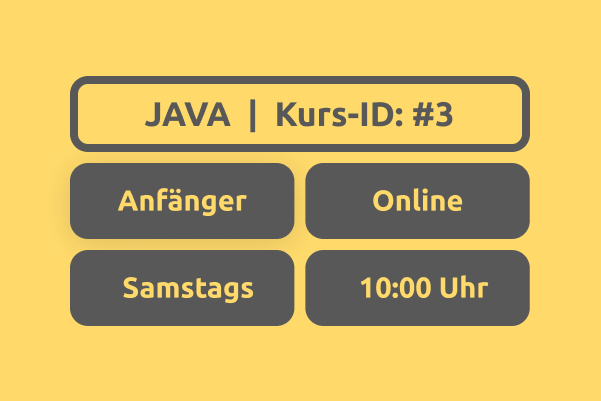 JAVA | Kurs-ID: #3
Anfänger
Online
Samstags
10:00 Uhr